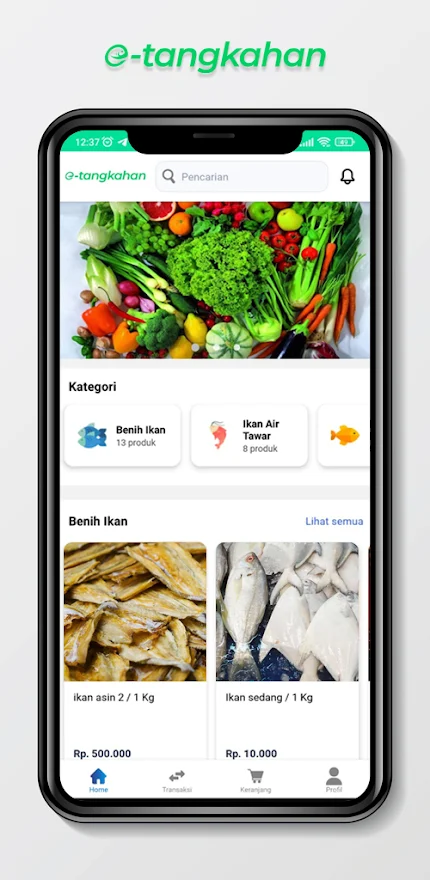 e-tangkahan
12:37
e-tangkahan
Pencarian
Kategori
Benih Ikan
13 produk
Ikan Air
Tawar
8 produk
Benih Ikan
Lihat semua
ikan asin 2 / 1 Kg
Ikan sedang / 1 Kg
Rp. 500.000
Rp. 10.000
Home
Transaksi
Keranjang
Profil